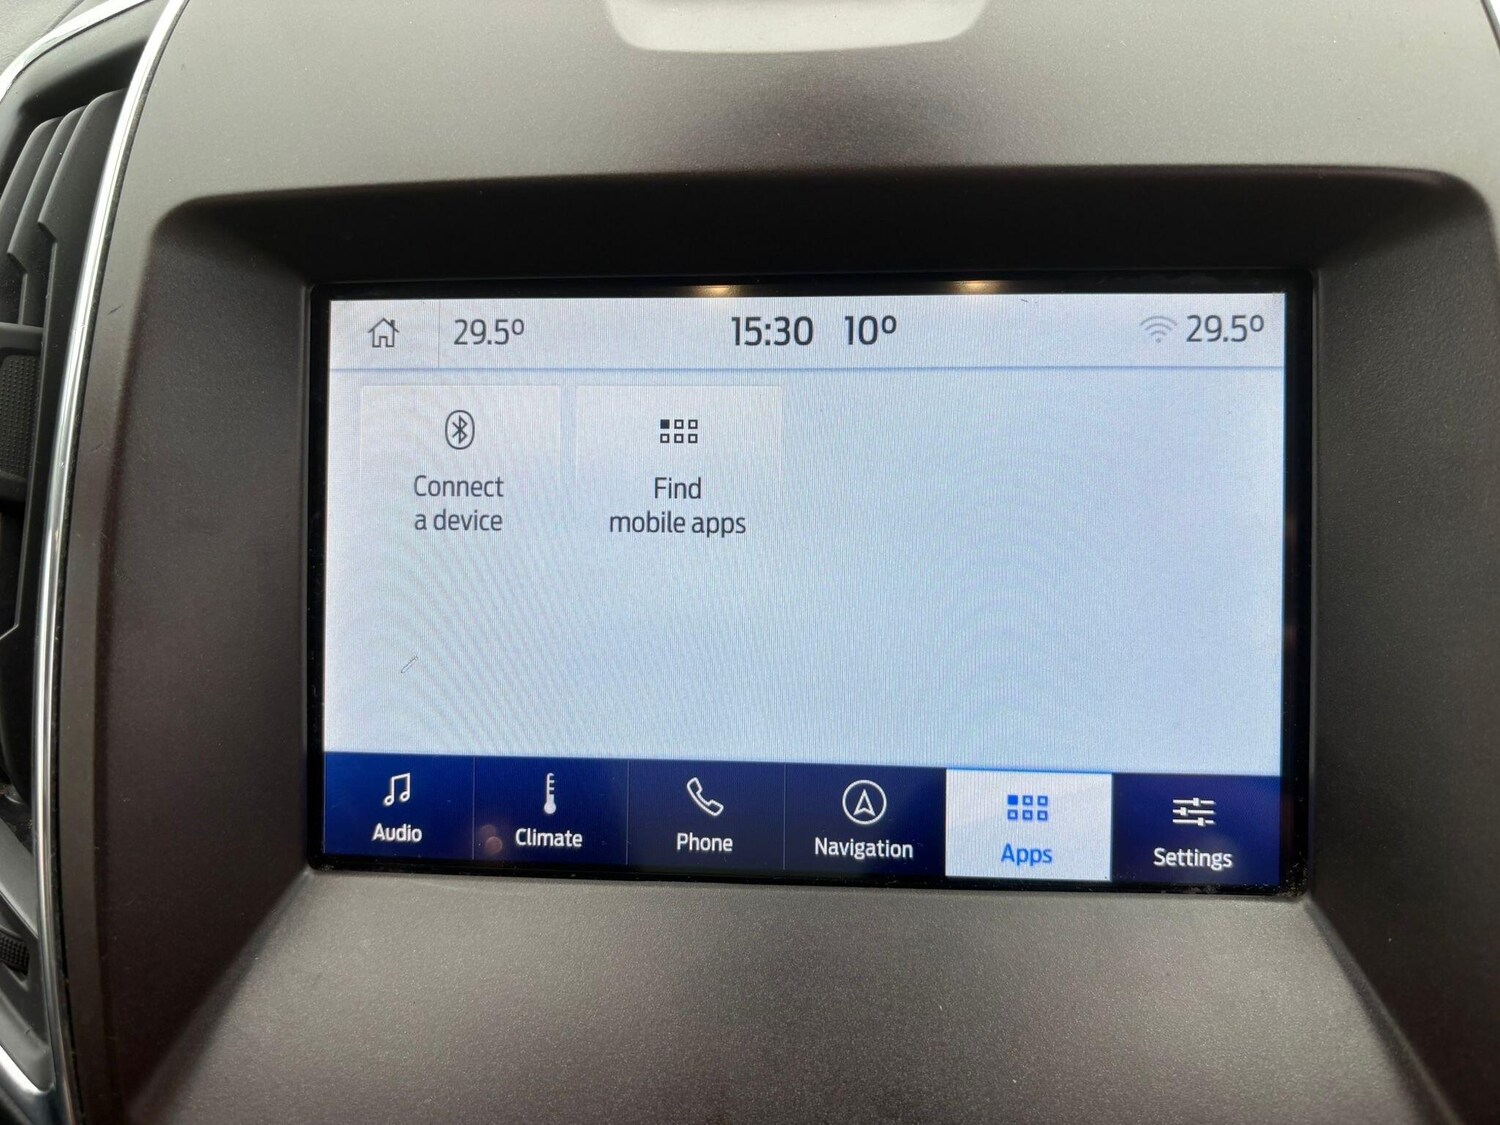 29.5º 15:30 10º 29.5º
Connect
a device
Find
mobile apps
Audio Climate Phone Navigation Apps Settings